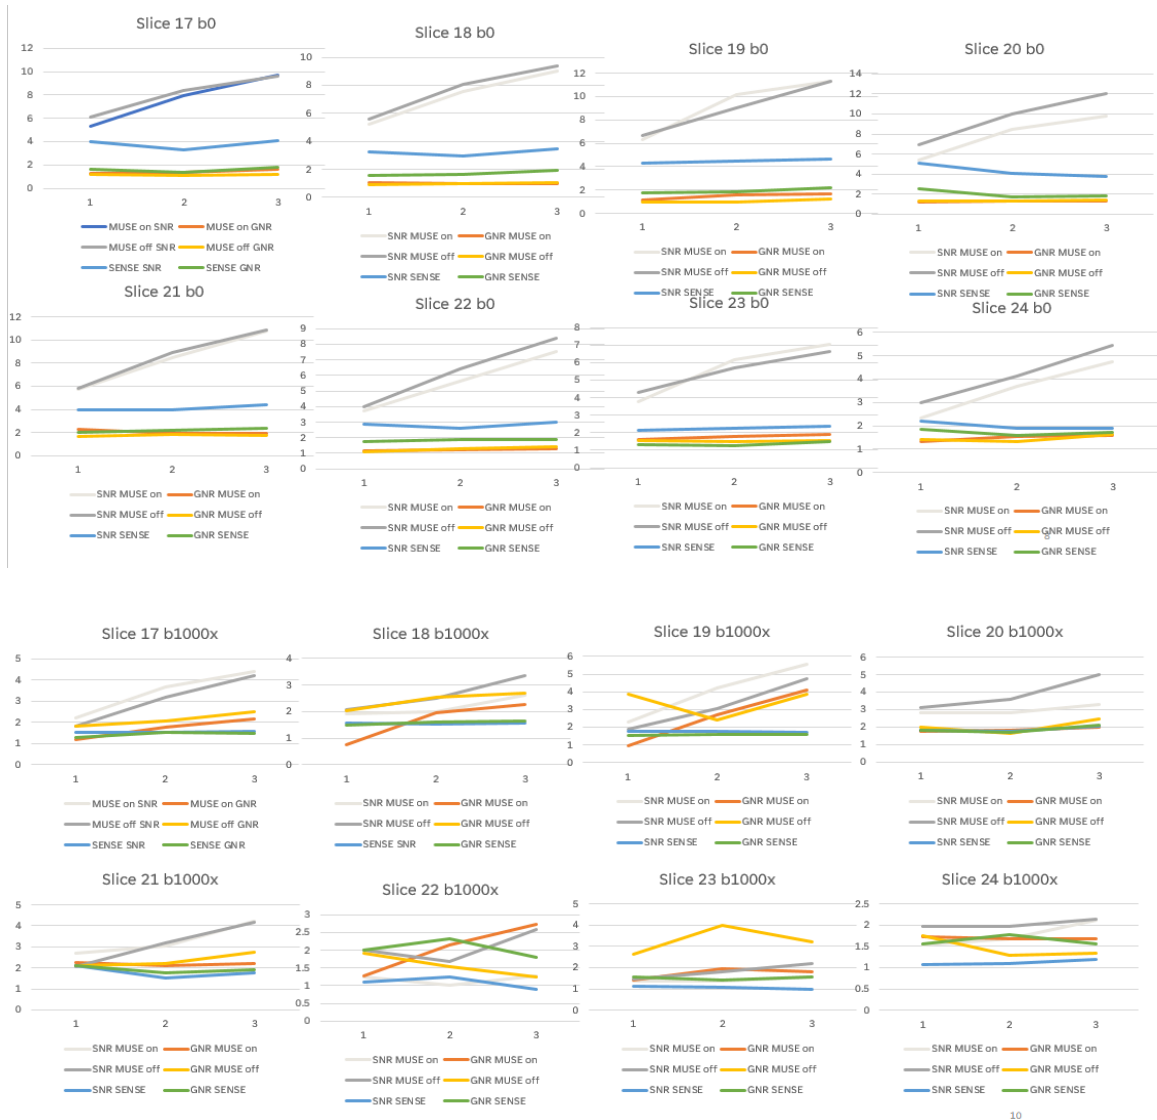 Slice 17 b0
12
10
8
6
4
2
0
1 2 3
MUSE on SNR MUSE on GNR
MUSE off SNR MUSE off GNR
SENSE SNR SENSE GNR
Slice 18 b0
10
8
6
4
2
0
1 2 3
SNR MUSE on GNR MUSE on
SNR MUSE off GNR MUSE off
SNR SENSE GNR SENSE
Slice 19 b0
12
10
8
6
4
2
0
1 2 3
SNR MUSE on GNR MUSE on
SNR MUSE off GNR MUSE off
SNR SENSE GNR SENSE
Slice 20 b0
14
12
10
8
6
4
2
0
1 2 3
SNR MUSE on GNR MUSE on
SNR MUSE off GNR MUSE off
SNR SENSE GNR SENSE
Slice 21 b0
12
10
8
6
4
2
0
1 2 3
SNR MUSE on GNR MUSE on
SNR MUSE off GNR MUSE off
SNR SENSE GNR SENSE
Slice 22 b0
9
8
7
6
5
4
3
2
1
0
1 2 3
SNR MUSE on GNR MUSE on
SNR MUSE off GNR MUSE off
SNR SENSE GNR SENSE
Slice 23 b0
8
7
6
5
4
3
2
1
0
1 2 3
SNR MUSE on GNR MUSE on
SNR MUSE off GNR MUSE off
SNR SENSE GNR SENSE
Slice 24 b0
6
5
4
3
2
1
0
1 2 3
SNR MUSE on GNR MUSE on
SNR MUSE off GNR MUSE off
8
SNR SENSE GNR SENSE
Slice 17 b1000x
5
4
3
2
1
0
1 2 3
MUSE on SNR MUSE on GNR
MUSE off SNR MUSE off GNR
SENSE SNR SENSE GNR
Slice 18 b1000x
4
3
2
1
0
1 2 3
SNR MUSE on GNR MUSE on
SNR MUSE off GNR MUSE off
SNR SENSE GNR SENSE
Slice 19 b1000x
6
5
4
3
2
1
0
1 2 3
SNR MUSE on GNR MUSE on
SNR MUSE off GNR MUSE off
SNR SENSE GNR SENSE
Slice 20 b1000x
6
5
4
3
2
1
0
1 2 3
SNR MUSE on GNR MUSE on
SNR MUSE off GNR MUSE off
SNR SENSE GNR SENSE
Slice 21 b1000x
5
4
3
2
1
0
1 2 3
SNR MUSE on GNR MUSE on
SNR MUSE off GNR MUSE off
SNR SENSE GNR SENSE
Slice 22 b1000x
3
2.5
2
1.5
1
0.5
0
1 2 3
SNR MUSE on GNR MUSE on
SNR MUSE off GNR MUSE off
SNR SENSE GNR SENSE
Slice 23 b1000x
5
4
3
2
1
0
1 2 3
SNR MUSE on GNR MUSE on
SNR MUSE off GNR MUSE off
SNR SENSE GNR SENSE
Slice 24 b1000x
2.5
2
1.5
1
0.5
0
1 2 3
SNR MUSE on GNR MUSE on
SNR MUSE off GNR MUSE off
SNR SENSE GNR SENSE
10